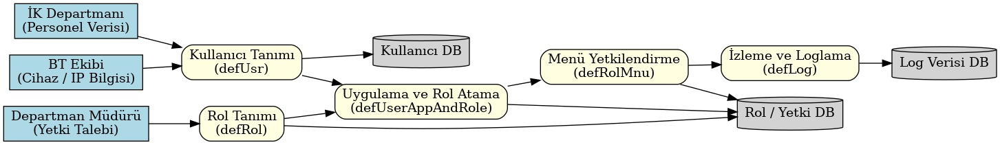 İK Departmanı
(Personel Verisi)
BT Ekibi
(Cihaz / IP Bilgisi)
Departman Müdürü
(Yetki Talebi)
Kullanıcı Tanımı
(defUsr)
Rol Tanımı
(defRol)
Kullanıcı DB
Uygulama ve Rol Atama
(defUserAppAndRole)
Menü Yetkilendirme
(defRolMnu)
İzleme ve Loglama
(defLog)
Rol / Yetki DB
Log Verisi DB